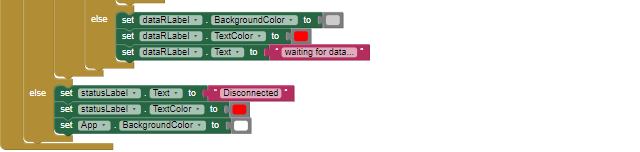 else set dataRLabel . BackgroundColor to
set dataRLabel . TextColor to
set dataRLabel . Text to " waiting for data... "
else set statusLabel . Text to " Disconnected "
set statusLabel . TextColor to
set App . BackgroundColor to